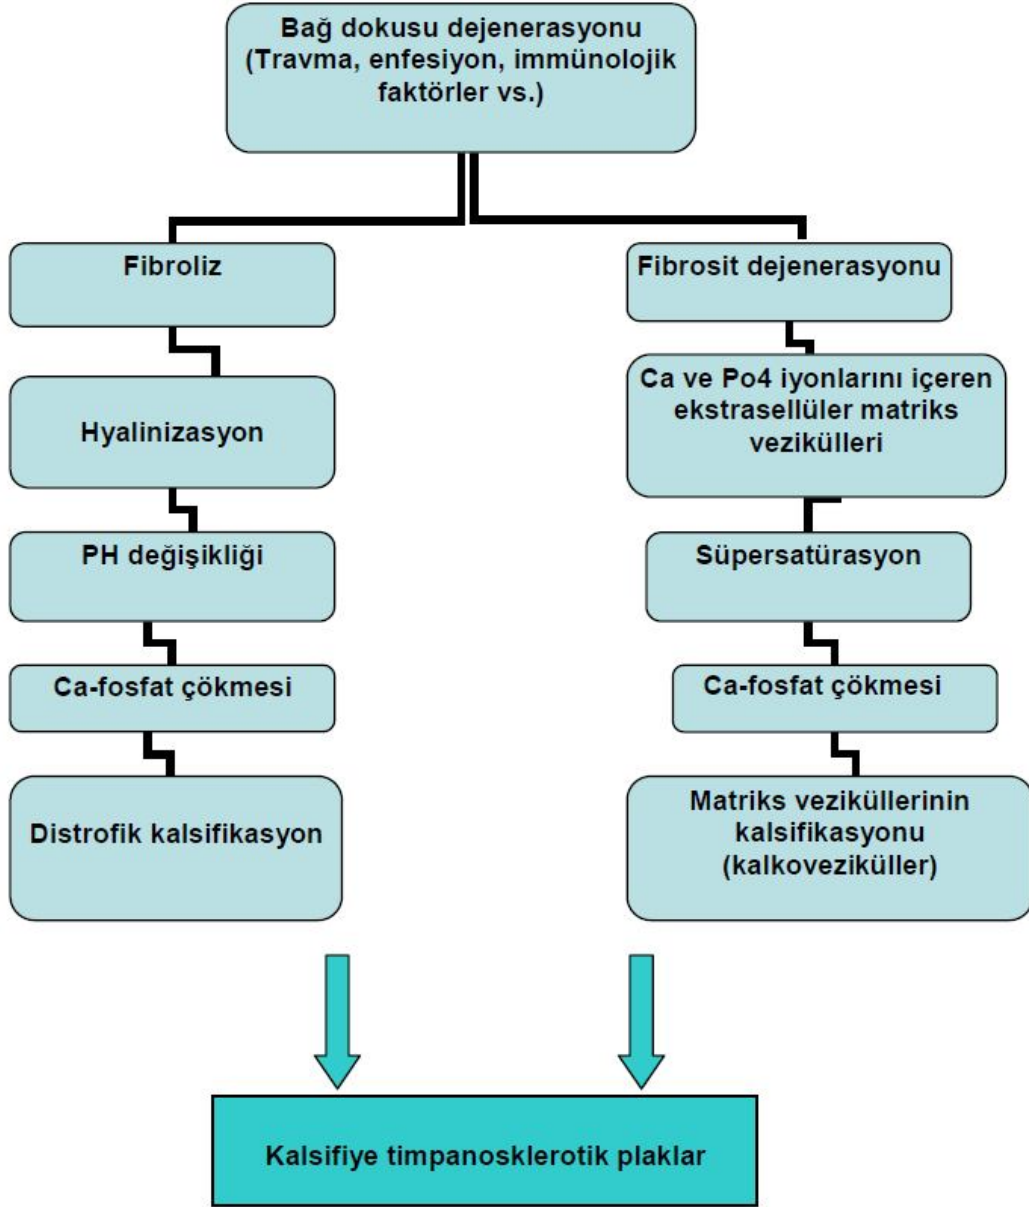 Bağ dokusu dejenerasyonu
(Travma, enfesiyon, immünolojik
faktörler vs.)
Fibroliz
Fibrosit dejenerasyonu
Hyalinizasyon
Ca ve Po4 iyonlarını içeren
ekstrasellüler matriks
vezikülleri
PH değişikliği
Süpersatürasyon
Ca-fosfat çökmesi
Ca-fosfat çökmesi
Distrofik kalsifikasyon
Matriks veziküllerinin
kalsifikasyonu
(kalkoveziküller)
Kalsifiye timpanosklerotik plaklar